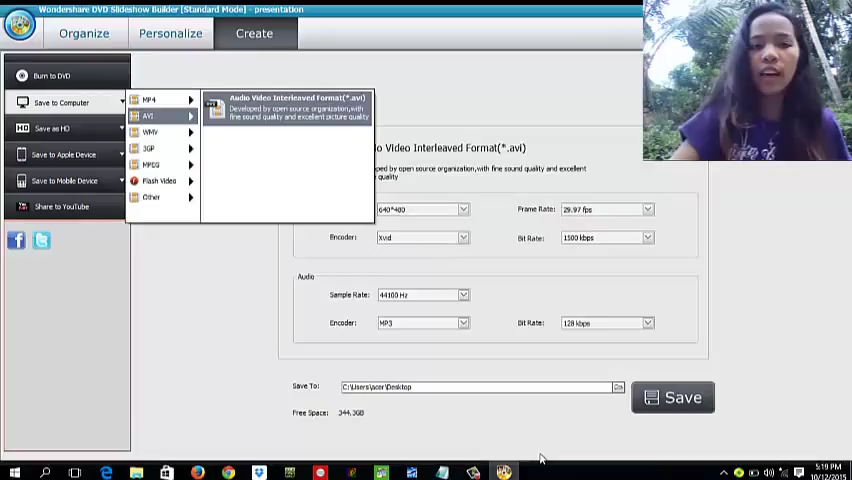 Wondershare DVD Slideshow Builder [Standard Mode] - presentation
Organize
Personalize
Create
Burn to DVD
Save to Computer
Save as HD
Save to Apple Device
Save to Mobile Device
Share to YouTube
MP4
AVI
WMV
3GP
MPEG
Flash Video
Other
Audio Video Interleaved Format(*.avi)
Developed by open source organization,with
fine sound quality and excellent picture quality
o Video Interleaved Format(*.avi)
oped by open source organization,with fine sound quality and excellent
quality
640*480
Frame Rate: 29.97 fps
Encoder: Xvid
Bit Rate: 1500 kbps
Audio
Sample Rate: 44100 Hz
Encoder: MP3
Bit Rate: 128 kbps
Save To: C:\Users\acer\Desktop
Save
Free Space: 344.3GB
5:19 PM
10/12/2015